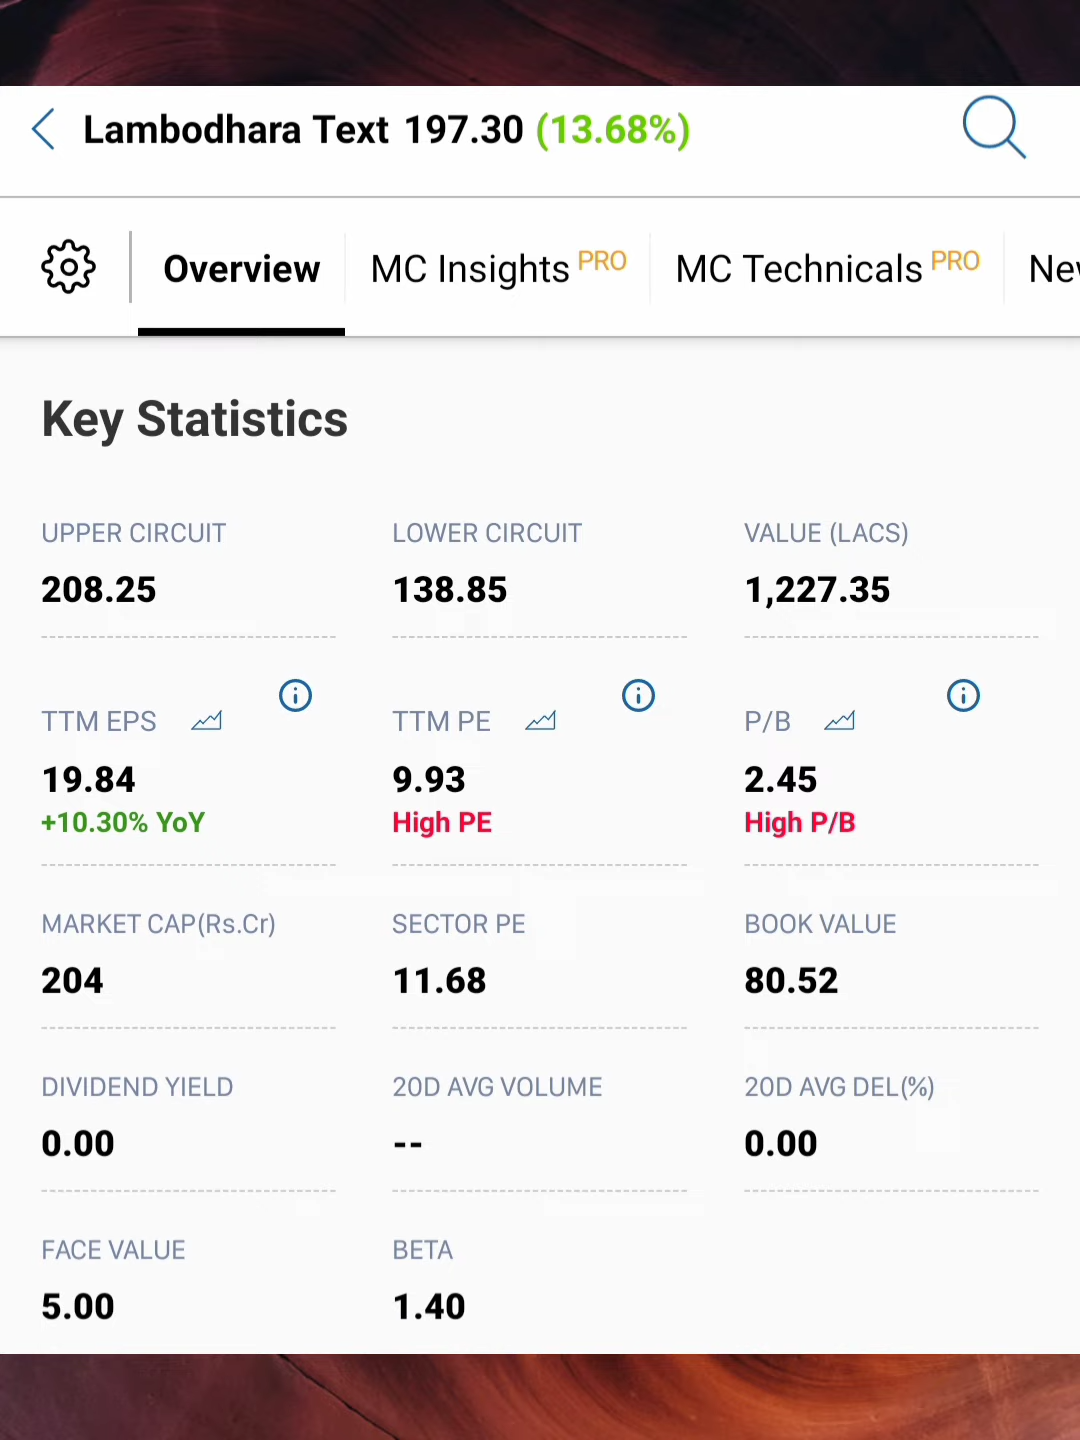 Lambodhara Text 197.30 (13.68%)
Overview MC Insights PRO MC Technicals PRO
Key Statistics
UPPER CIRCUIT LOWER CIRCUIT VALUE (LACS)
208.25 138.85 1,227.35
TTM EPS TTM PE P/B
19.84 9.93 2.45
+10.30% YoY High PE High P/B
MARKET CAP(Rs.Cr) SECTOR PE BOOK VALUE
204 11.68 80.52
DIVIDEND YIELD 20D AVG VOLUME 20D AVG DEL(%)
0.00 -- 0.00
FACE VALUE BETA
5.00 1.40